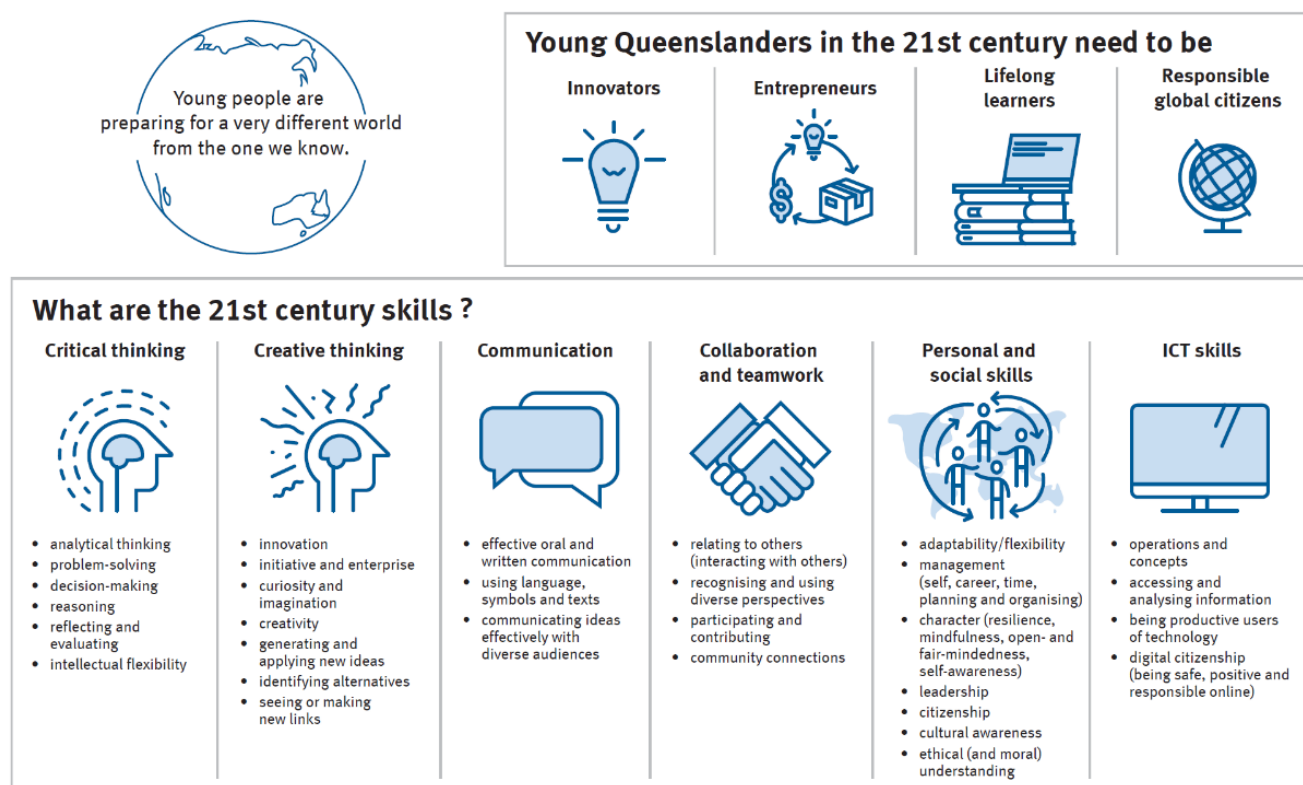 Young people are
preparing for a very different world
from the one we know.
Young Queenslanders in the 21st century need to be
Innovators
Entrepreneurs
Lifelong
learners
Responsible
global citizens
What are the 21st century skills ?
Critical thinking
• analytical thinking
• problem-solving
• decision-making
• reasoning
• reflecting and
evaluating
• intellectual flexibility
Creative thinking
• innovation
• initiative and enterprise
• curiosity and
imagination
• creativity
• generating and
applying new ideas
• identifying alternatives
• seeing or making
new links
Communication
• effective oral and
written communication
• using language,
symbols and texts
• communicating ideas
effectively with
diverse audiences
Collaboration
and teamwork
• relating to others
(interacting with others)
• recognising and using
diverse perspectives
• participating and
contributing
• community connections
Personal and
social skills
• adaptability/flexibility
• management
(self, career, time,
planning and organising)
• character (resilience,
mindfulness, open- and
fair-mindedness,
self-awareness)
• leadership
• citizenship
• cultural awareness
• ethical (and moral)
understanding
ICT skills
• operations and
concepts
• accessing and
analysing information
• being productive users
of technology
• digital citizenship
(being safe, positive and
responsible online)